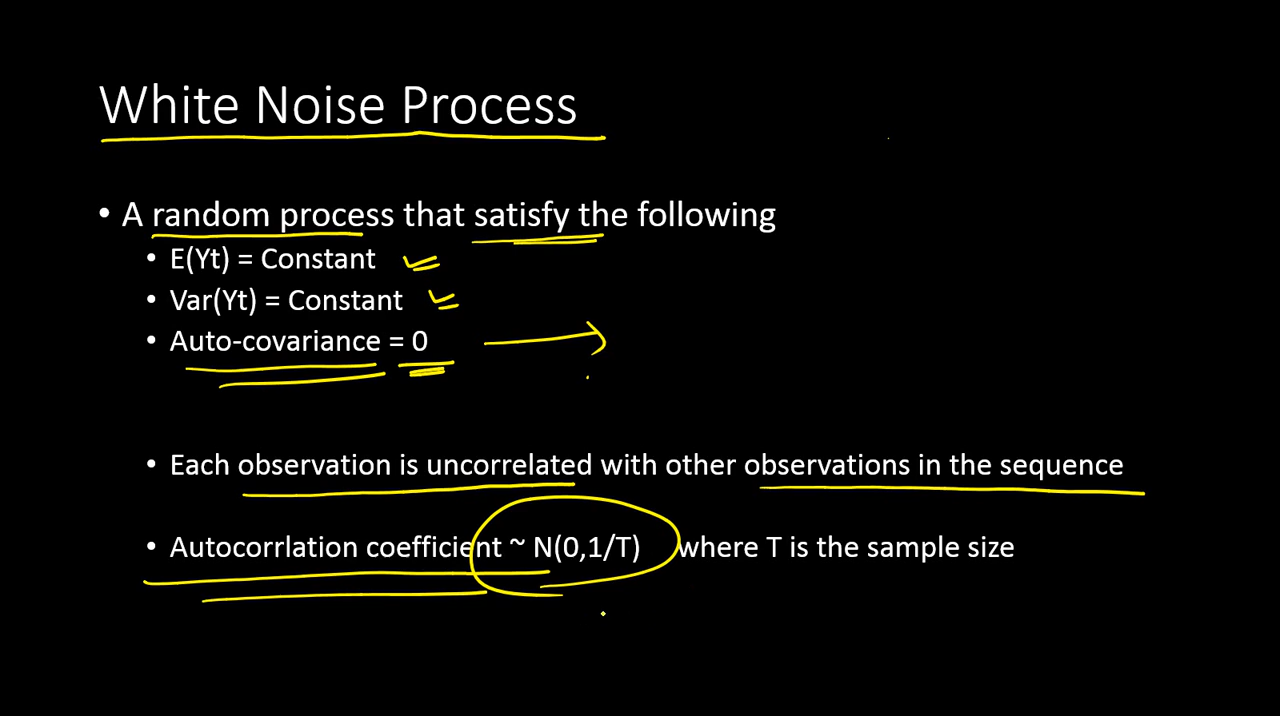 White Noise Process
• A random process that satisfy the following
• E(Yt) = Constant
• Var(Yt) = Constant
• Auto-covariance = 0
• Each observation is uncorrelated with other observations in the sequence
• Autocorrlation coefficient ~ N(0,1/T) where T is the sample size